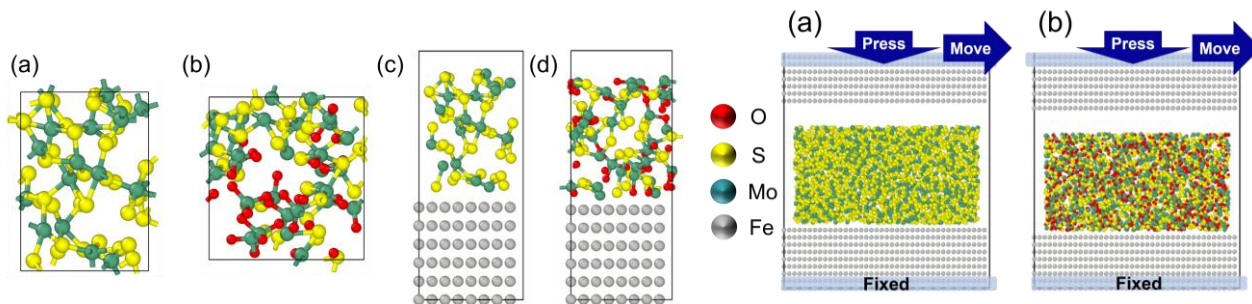 (a)
(b)
(c)
(d)
O
S
Mo
Fe
(a)
Press
Move
Fixed
(b)
Press
Move
Fixed